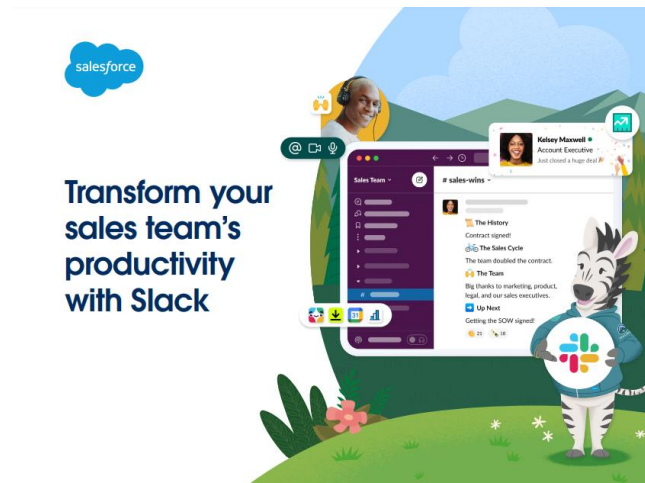 salesforce
Transform your
sales team's
productivity
with Slack
Sales Team
# sales-wins
The History
Contract signed!
The Sales Cycle
The team doubled the contract.
The Team
Big thanks to marketing, product,
legal, and our sales executives.
Up Next
Getting the SOW signed!
21 18
#
Kelsey Maxwell
Account Executive
Just closed a huge deal
31